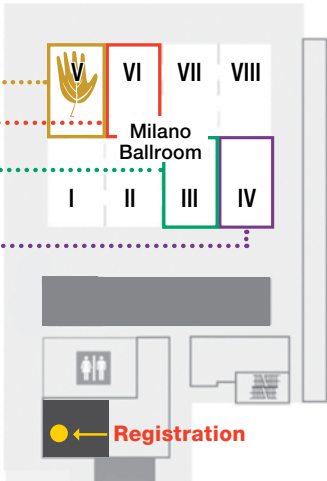 V VI VII VIII
Milano
Ballroom
I II III IV
Registration